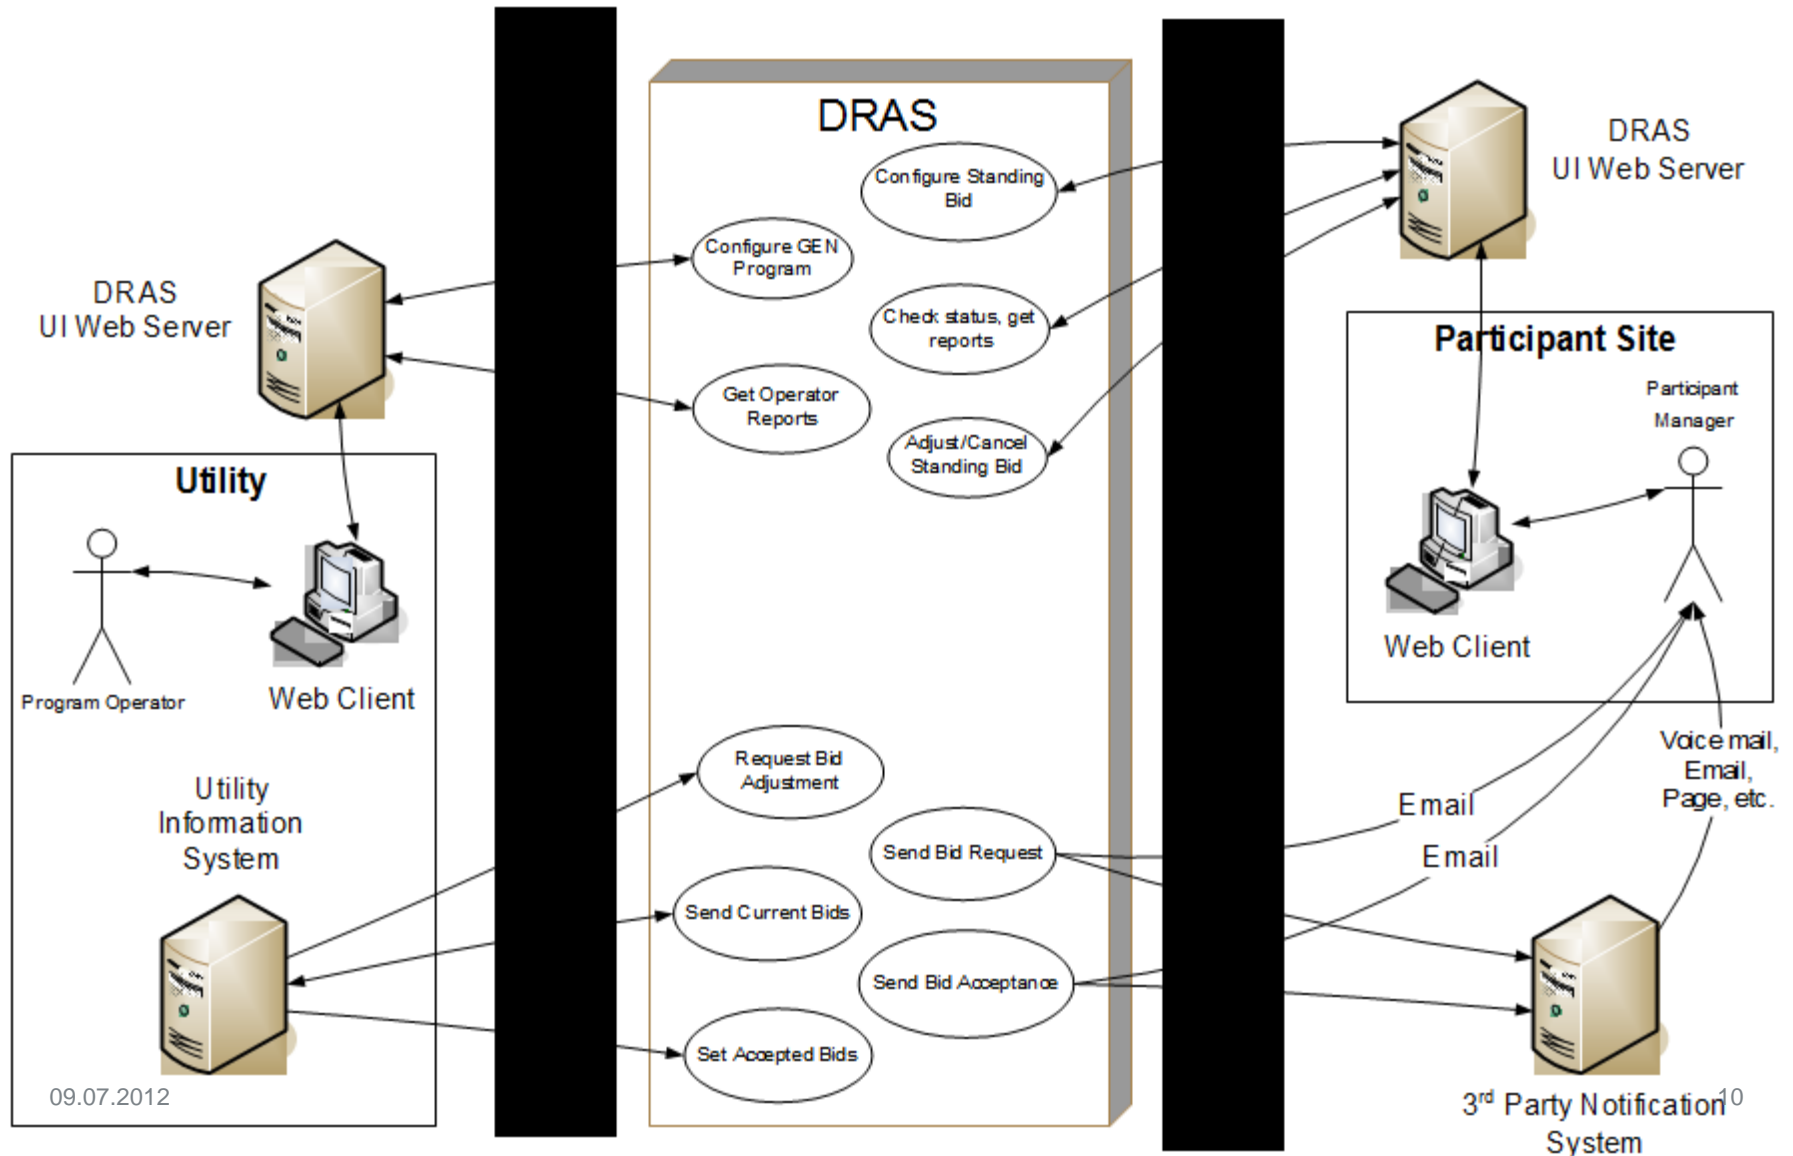 DRAS
Configure Standing
Bid
Configure GEN
Program
Check status, get
reports
Get Operator
Reports
Adjust/Cancel
Standing Bid
Request Bid
Adjustment
Send Bid Request
Send Current Bids
Send Bid Acceptance
Set Accepted Bids
DRAS
UI Web Server
Utility
Program Operator
Web Client
Utility
Information
System
09.07.2012
DRAS
UI Web Server
Participant Site
Participant
Manager
Web Client
Voice mail,
Email,
Page, etc.
Email
Email
3rd Party Notification
System
10